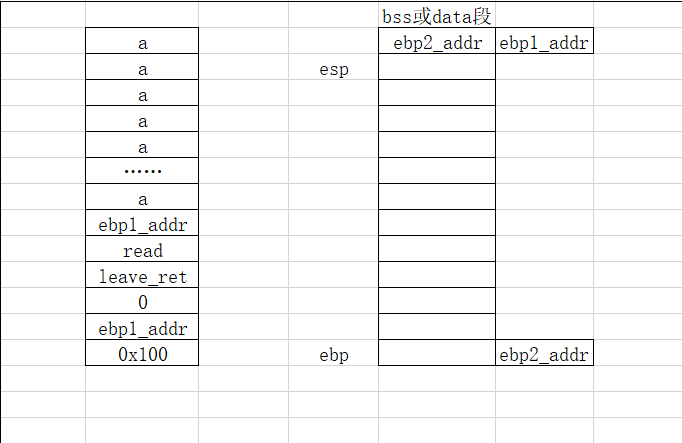 bss或data段
a ebp2_addr ebp1_addr
a esp
a
a
a
……
a
ebp1_addr
read
leave_ret
0
ebp1_addr
0x100 ebp ebp2_addr